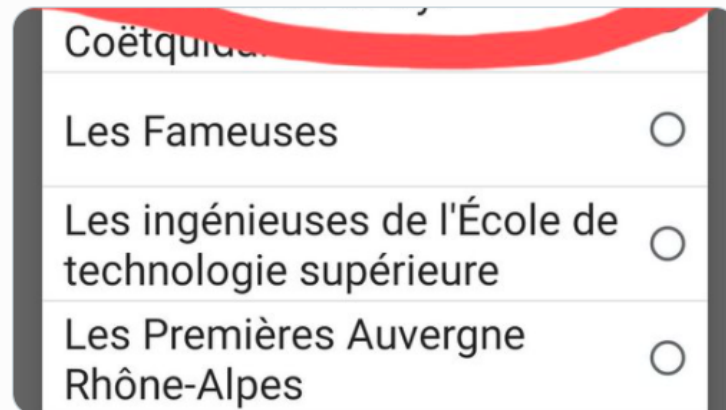 Les Fameuses
Les ingénieuses de l'École de
technologie supérieure
Les Premières Auvergne
Rhône-Alpes